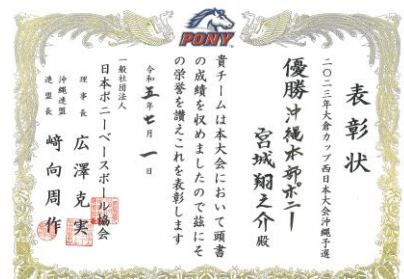 PONY
表彰状
二〇二三年大倉カップ西日本大会沖縄予選
優勝 沖縄本部ポニー
宮城翔之介 殿
貴チームは本大会において頭書
の成績を収めましたので茲にそ
の栄誉を讃えこれを表彰します
令和五年七月一日
一般社団法人
日本ポニーベースボール協会
理事長 広澤克実
沖縄連盟
連盟長 﨑向周作